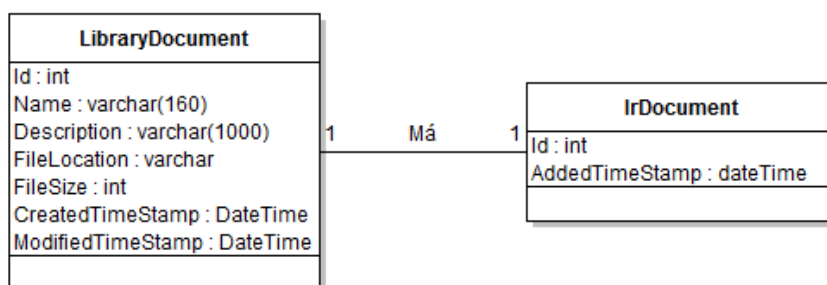 LibraryDocument
Id : int
Name : varchar(160)
Description : varchar(1000)
FileLocation : varchar
FileSize : int
CreatedTimeStamp : DateTime
ModifiedTimeStamp : DateTime
1 Má 1
IrDocument
Id : int
AddedTimeStamp : dateTime